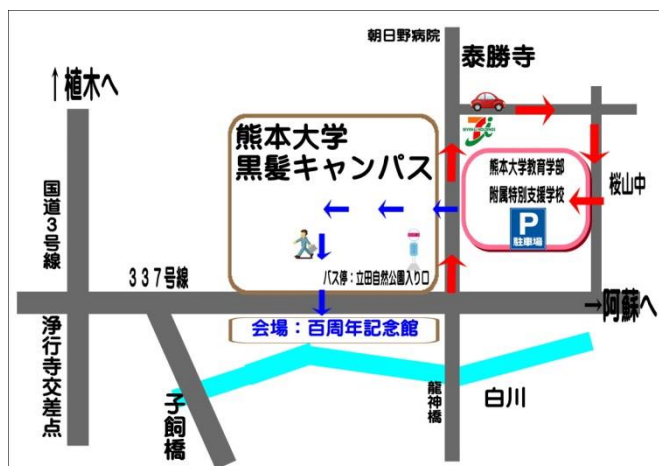 朝日野病院
泰勝寺
↑植木へ
熊本大学
黒髪キャンパス
熊本大学教育学部
附属特別支援学校
P
駐車場
桜山中
国道3号線
337号線
バス停：立田自然公園入り口
→阿蘇へ
会場：百周年記念館
浄行寺交差点
子飼橋
龍神橋
白川